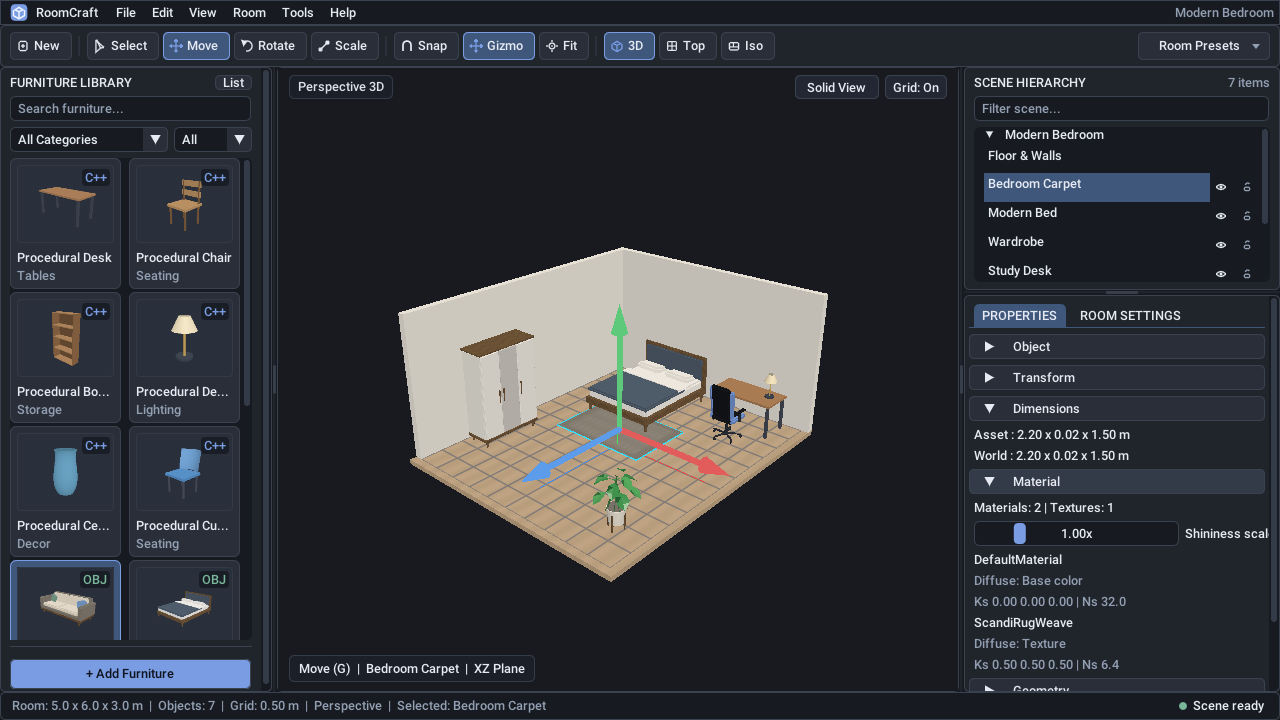 RoomCraft File Edit View Room Tools Help Modern Bedroom
New Select Move Rotate Scale Snap Gizmo Fit 3D Top Iso Room Presets
FURNITURE LIBRARY List
Search furniture...
All Categories All
C++ C++
Procedural Desk Procedural Chair
Tables Seating
C++ C++
Procedural Bo... Procedural De...
Storage Lighting
C++ C++
Procedural Ce... Procedural Cu...
Decor Seating
OBJ OBJ
+ Add Furniture
Perspective 3D Solid View Grid: On
Move (G) | Bedroom Carpet | XZ Plane
SCENE HIERARCHY 7 items
Filter scene...
Modern Bedroom
Floor & Walls
Bedroom Carpet
Modern Bed
Wardrobe
Study Desk
PROPERTIES ROOM SETTINGS
Object
Transform
Dimensions
Asset : 2.20 x 0.02 x 1.50 m
World : 2.20 x 0.02 x 1.50 m
Material
Materials: 2 | Textures: 1
1.00x Shininess scal
DefaultMaterial
Diffuse: Base color
Ks 0.00 0.00 0.00 | Ns 32.0
ScandiRugWeave
Diffuse: Texture
Ks 0.50 0.50 0.50 | Ns 6.4
Geometry
Room: 5.0 x 6.0 x 3.0 m | Objects: 7 | Grid: 0.50 m | Perspective | Selected: Bedroom Carpet Scene ready